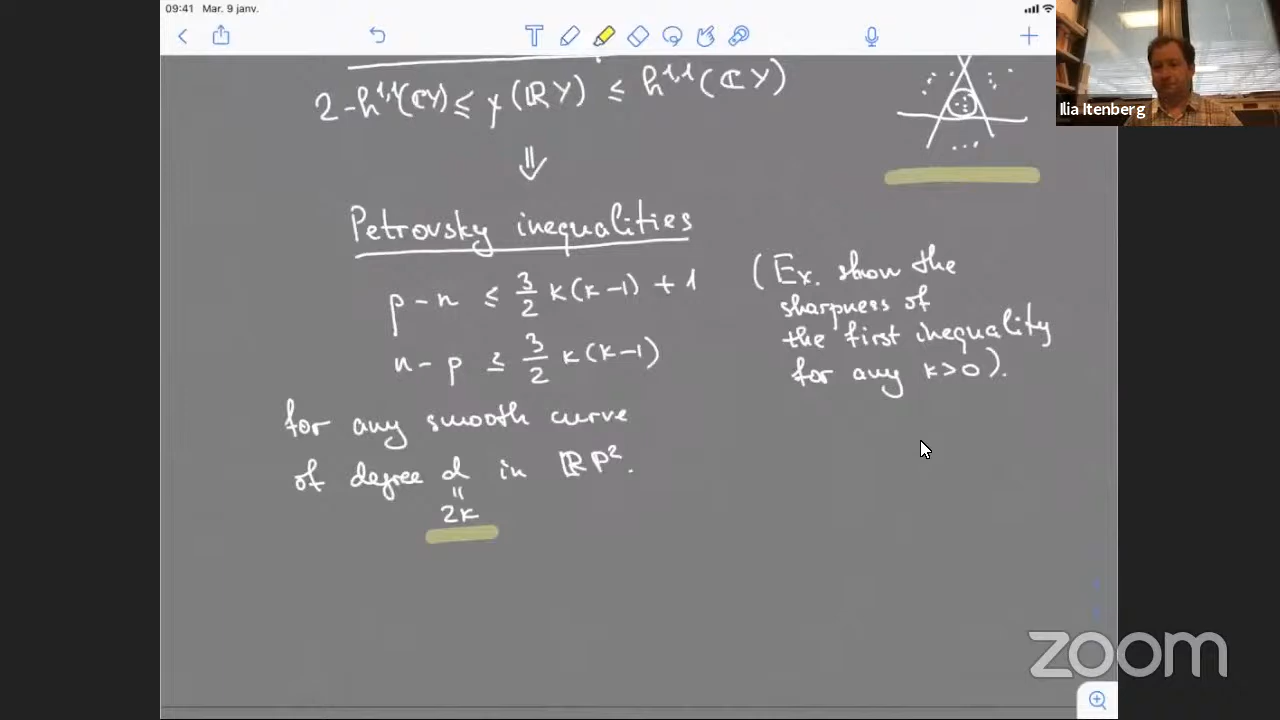 09:41 Mar. 9 janv.
Ilia Itenberg
2-h^{1,1}(ℂY) ≤ χ(ℝY) ≤ h^{1,1}(ℂY)
⇓
Petrovsky inequalities
p - n ≤ 3/2 k(k-1) + 1
n - p ≤ 3/2 k(k-1)
for any smooth curve
of degree d in ℝP².
=
2k
(Ex. show the
sharpness of
the first inequality
for any k>0).
zoom